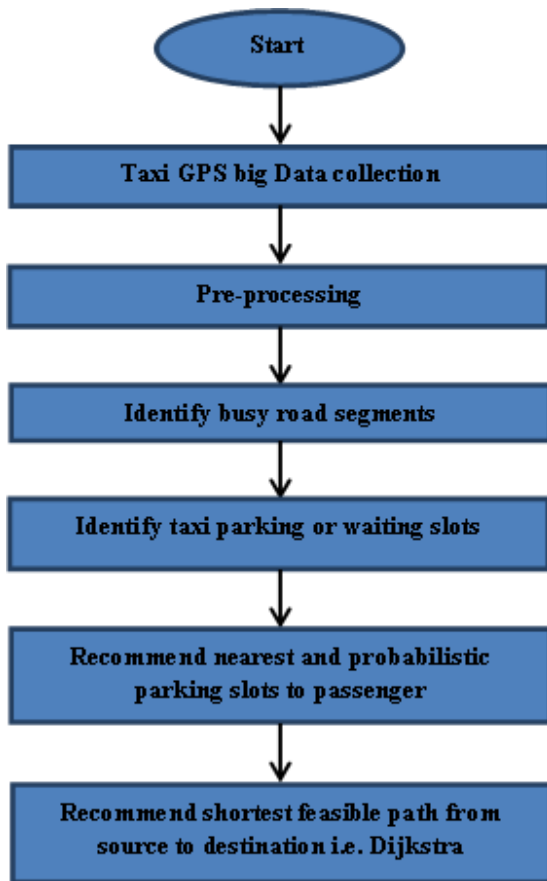 Start
Taxi GPS big Data collection
Pre-processing
Identify busy road segments
Identify taxi parking or waiting slots
Recommend nearest and probabilistic
parking slots to passenger
Recommend shortest feasible path from
source to destination i.e. Dijkstra